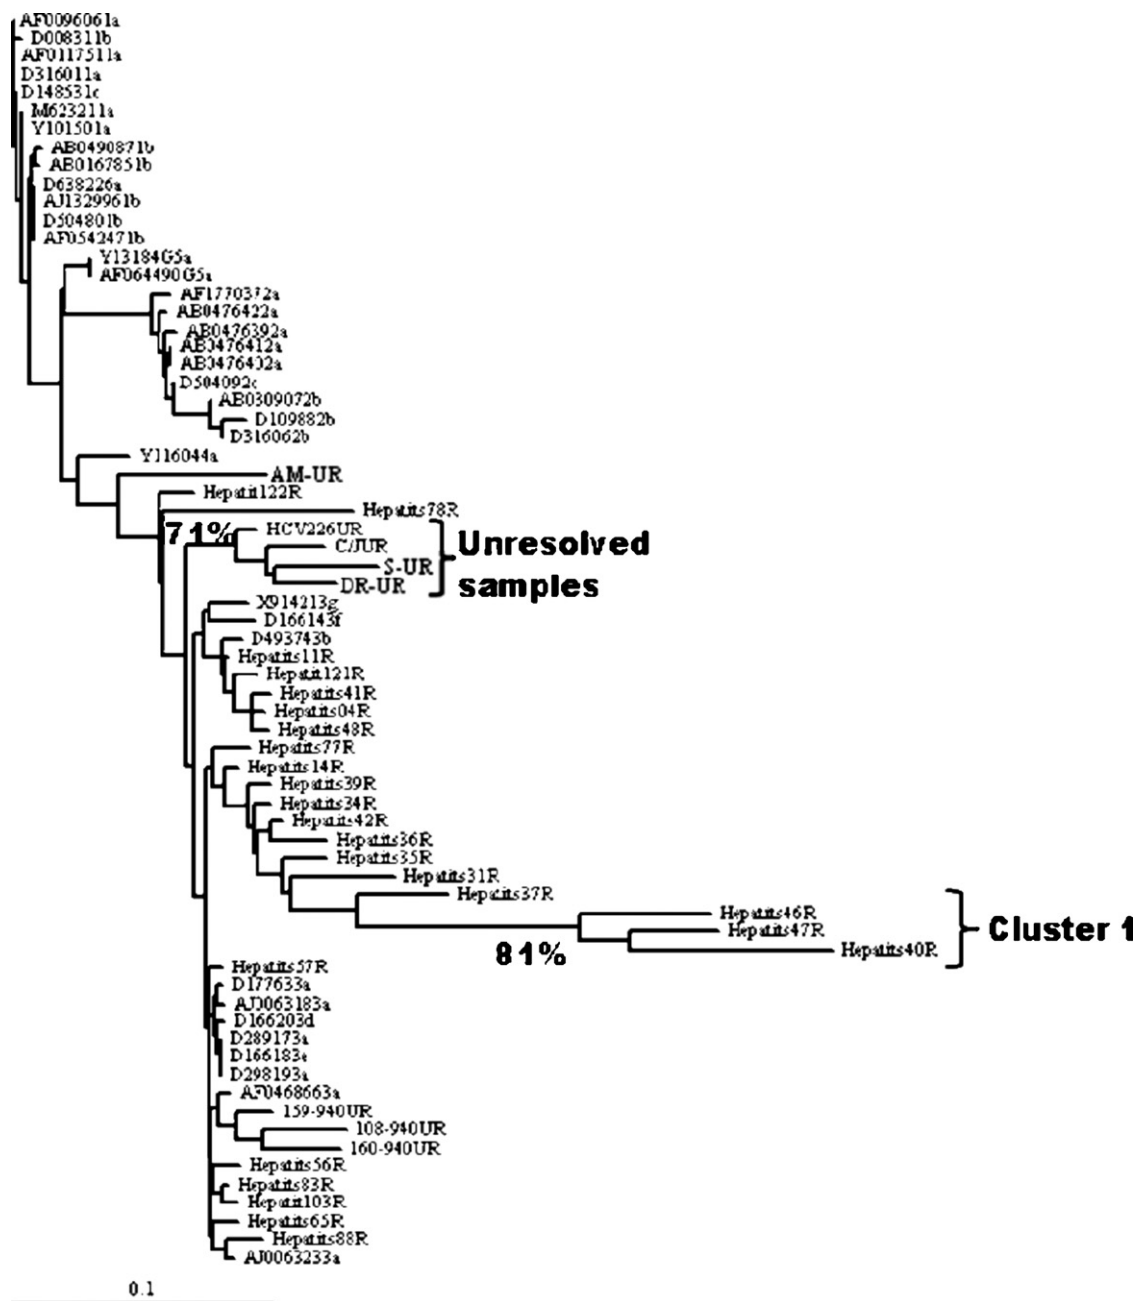 AF0096061a
D008311b
AF0117511a
D316011a
D148531c
M623211a
Y101501a
AB0490871b
AB0167851b
D638226a
AJ1329961b
D504801b
AF0542471b
Y13184G5a
AF064490G5a
AF1770372a
AB0476422a
AB0476392a
AB0476412a
AB0476402a
D504092c
AB0309072b
D109882b
D316062b
Y116044a
AM-UR
Hepatit122R
Hepatits78R
71%
HCV226UR
C/JUR
S-UR
DR-UR
Unresolved
samples
X914213g
D166143f
D493743b
Hepatits11R
Hepatit121R
Hepatits41R
Hepatits04R
Hepatits48R
Hepatits77R
Hepatits14R
Hepatits39R
Hepatits34R
Hepatits42R
Hepatits36R
Hepatits35R
Hepatits31R
Hepatits37R
Hepatits46R
Hepatits47R
Hepatits40R
Cluster 1
81%
Hepatits57R
D177633a
AJ0063183a
D166203d
D289173a
D166183e
D298193a
AF0468663a
159-940UR
108-940UR
160-940UR
Hepatits56R
Hepatits83R
Hepatit103R
Hepatits65R
Hepatits88R
AJ0063233a
0.1